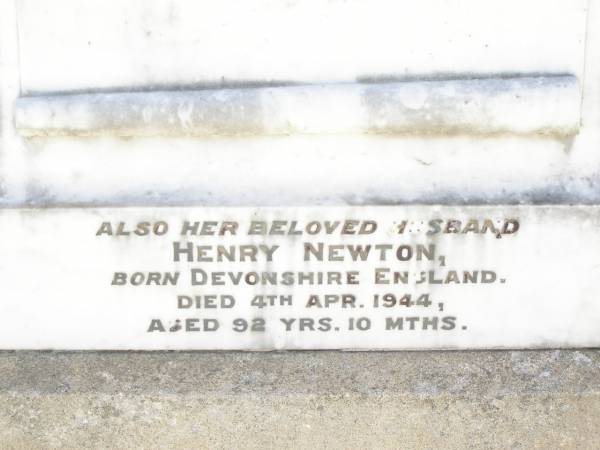 ALSO HER BELOVED HUSBAND
HENRY NEWTON,
BORN DEVONSHIRE ENGLAND.
DIED 4TH APR. 1944,
AGED 92 YRS. 10 MTHS.